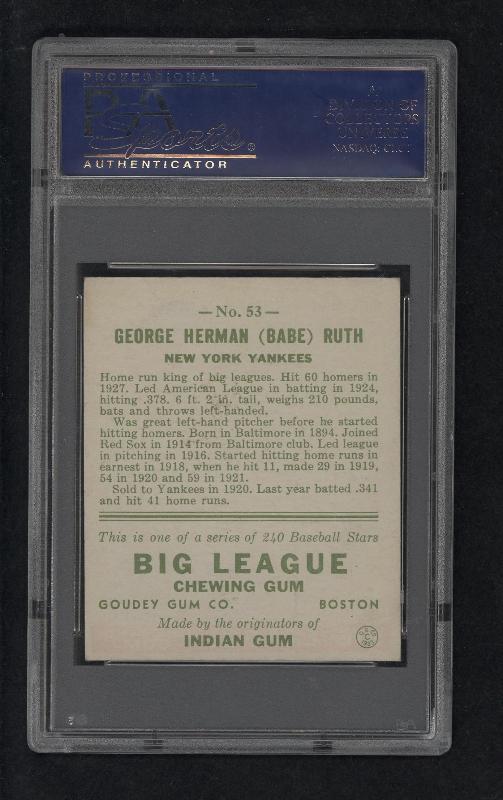 PROFESSIONAL
PSA
Sports®
AUTHENTICATOR
A
DIVISION OF
COLLECTORS
UNIVERSE
NASDAQ: CLCT
—No. 53—
GEORGE HERMAN (BABE) RUTH
NEW YORK YANKEES
Home run king of big leagues. Hit 60 homers in
1927. Led American League in batting in 1924,
hitting .378. 6 ft. 2 in. tall, weighs 210 pounds,
bats and throws left-handed.
Was great left-hand pitcher before he started
hitting homers. Born in Baltimore in 1894. Joined
Red Sox in 1914 from Baltimore club. Led league
in pitching in 1916. Started hitting home runs in
earnest in 1918, when he hit 11, made 29 in 1919,
54 in 1920 and 59 in 1921.
Sold to Yankees in 1920. Last year batted .341
and hit 41 home runs.
This is one of a series of 240 Baseball Stars
BIG LEAGUE
CHEWING GUM
GOUDEY GUM CO. BOSTON
Made by the originators of
INDIAN GUM